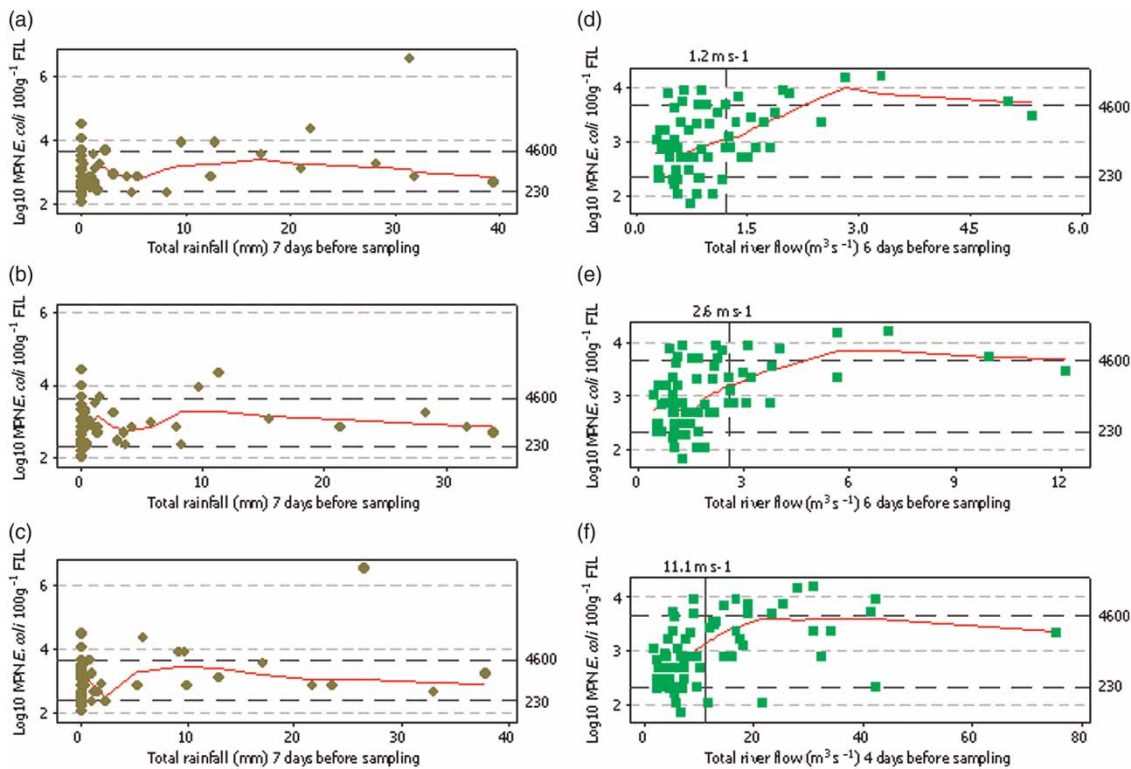 (a)
Log10 MPN E. coli 100g⁻¹ FIL
6
4
2
4600
230
0 10 20 30 40
Total rainfall (mm) 7 days before sampling
(b)
Log10 MPN E. coli 100g⁻¹ FIL
6
4
2
4600
230
0 10 20 30
Total rainfall (mm) 7 days before sampling
(c)
Log10 MPN E. coli 100g⁻¹ FIL
6
4
2
4600
230
0 10 20 30 40
Total rainfall (mm) 7 days before sampling
(d)
1.2 m s-1
Log10 MPN E. coli 100g⁻¹ FIL
4
3
2
4600
230
0.0 1.5 3.0 4.5 6.0
Total river flow (m³ s⁻¹) 6 days before sampling
(e)
2.6 m s-1
Log10 MPN E. coli 100g⁻¹ FIL
4
3
2
4600
230
0 3 6 9 12
Total river flow (m³ s⁻¹) 6 days before sampling
(f)
11.1 m s-1
Log10 MPN E. coli 100g⁻¹ FIL
4
3
2
4600
230
0 20 40 60 80
Total river flow (m³ s⁻¹) 4 days before sampling